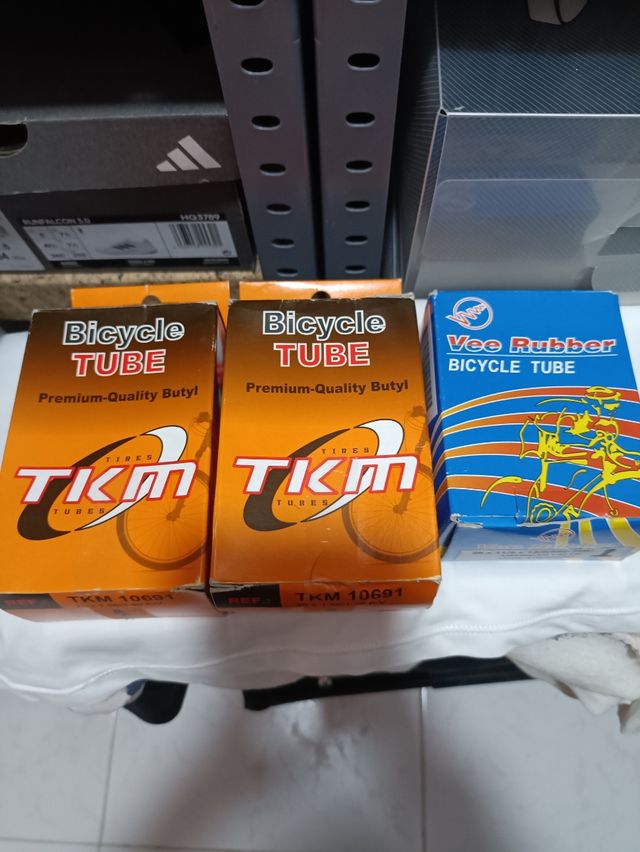 RUNFALCON 5.0
HQ3789
Bicycle
TUBE
Premium-Quality Butyl
TIRES
TKM
TUBES
REF.:
TKM 10691
Bicycle
TUBE
Premium-Quality Butyl
TIRES
TKM
TUBES
REF.:
TKM 10691
Vee Rubber
BICYCLE TUBE